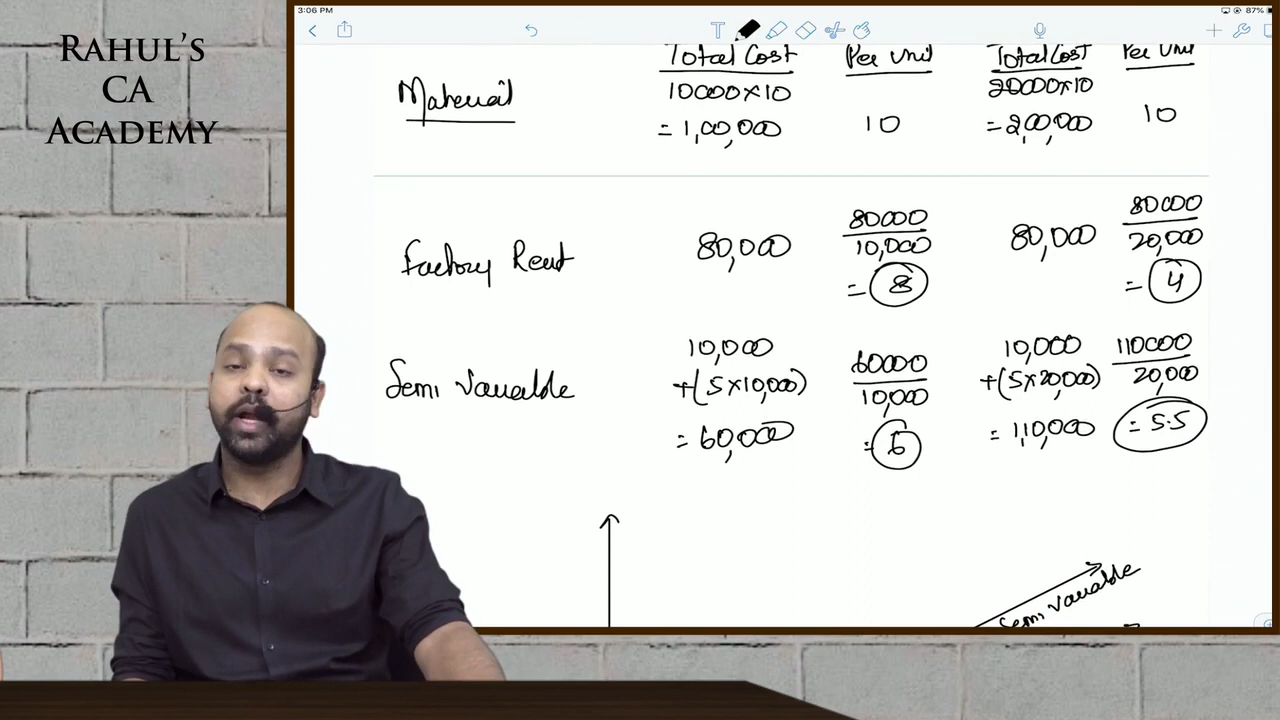 RAHUL'S
CA
ACADEMY
3:06 PM
87%
T
Total Cost Per Unit Total Cost Per Unit
Material
10000×10
= 1,00,000
10
20000×10
= 2,00,000
10
Factory Rent
80,000
80000
10,000
= 8
80,000
80000
20,000
= 4
Semi Variable
10,000
+(5×10,000)
= 60,000
60000
10,000
= 6
10,000
+(5×20,000)
= 1,10,000
110000
20,000
= 5.5
Semi Variable